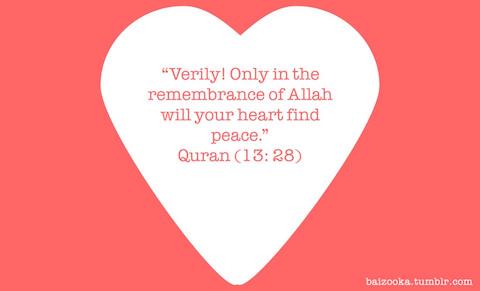 “Verily! Only in the
remembrance of Allah
will your heart find
peace.”
Quran (13: 28)
baizooka.tumblr.com